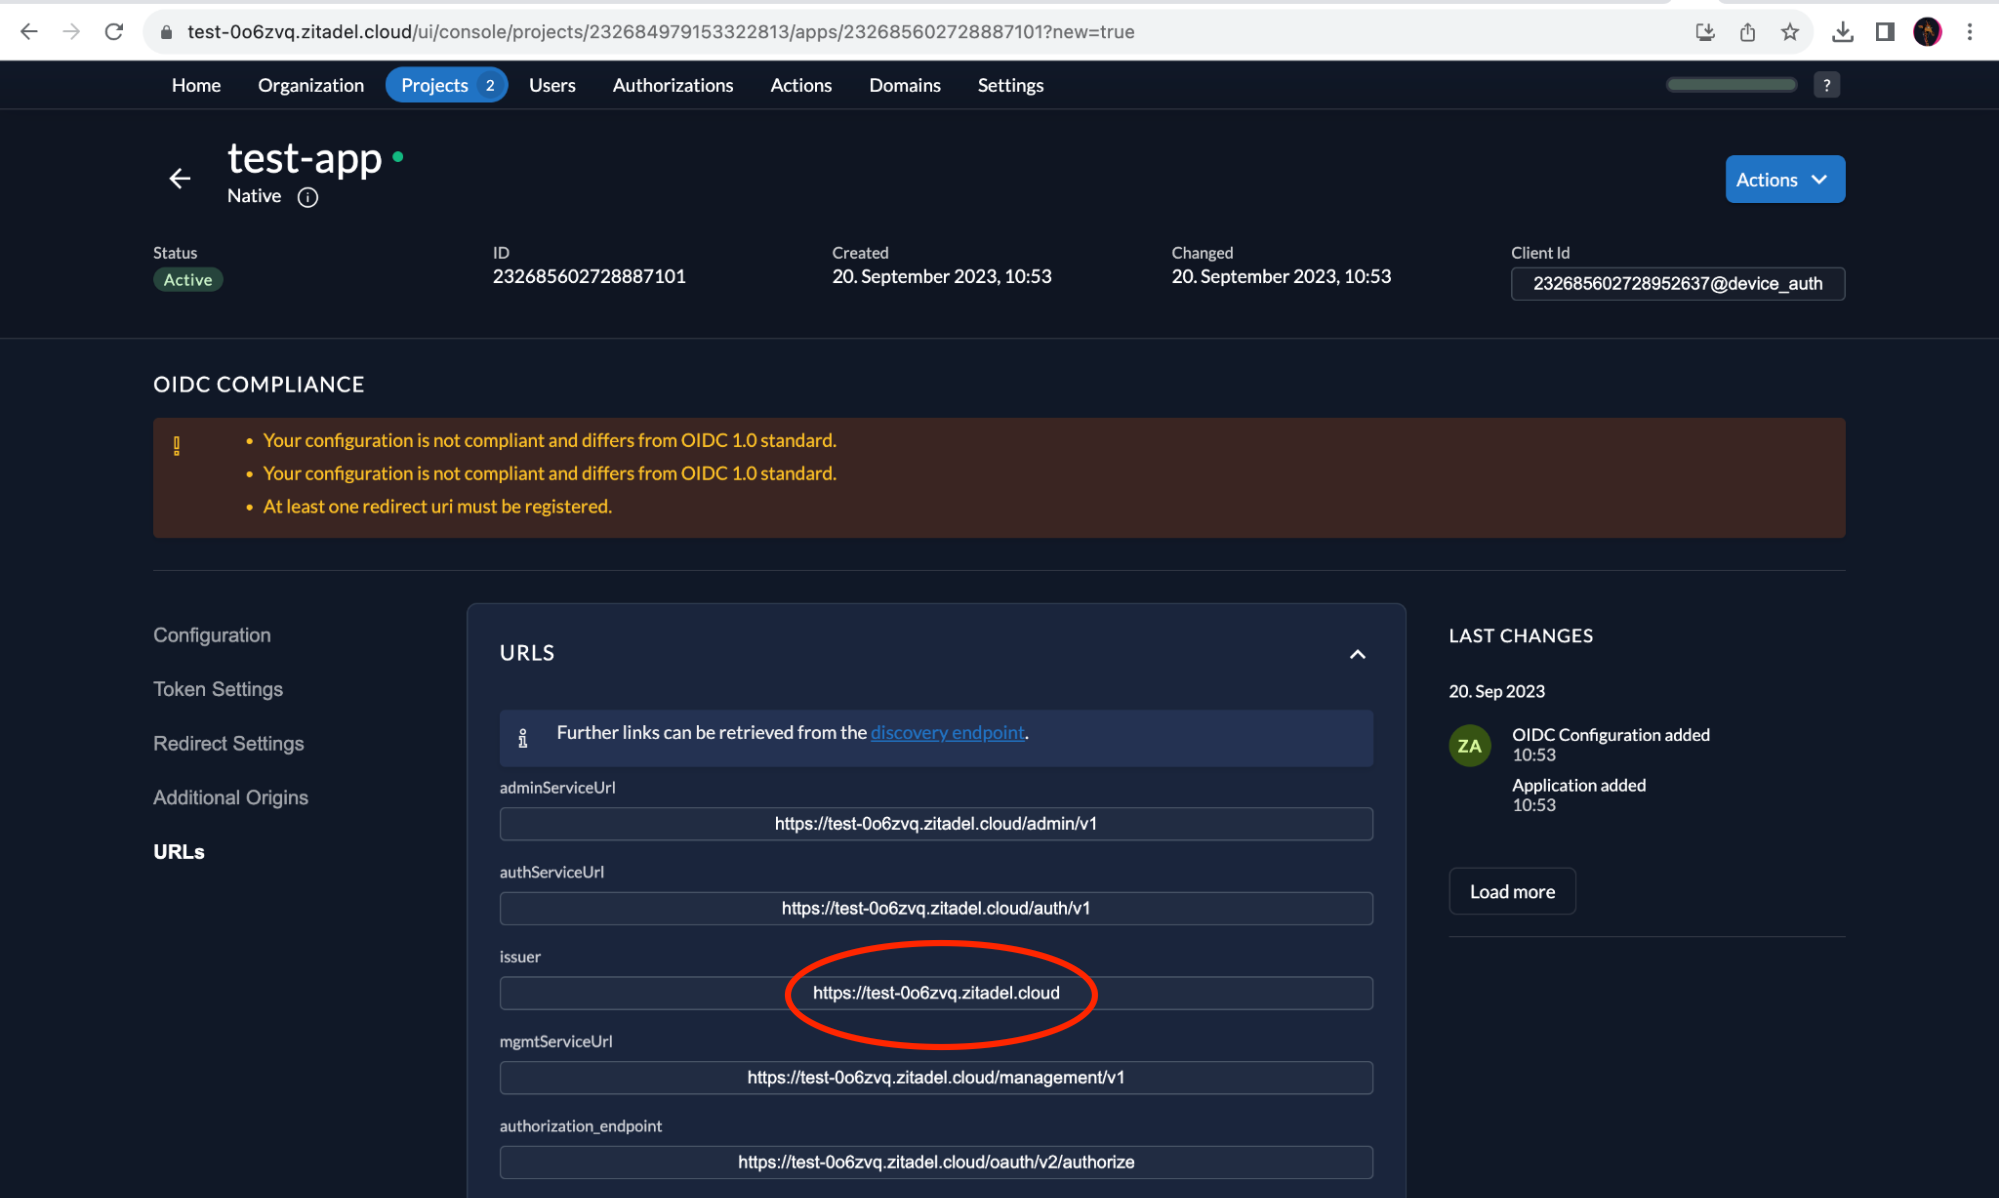 test-0o6zvq.zitadel.cloud/ui/console/projects/232684979153322813/apps/232685602728887101?new=true
Home Organization Projects 2 Users Authorizations Actions Domains Settings ?
test-app
Native
Actions
Status
Active
ID
232685602728887101
Created
20. September 2023, 10:53
Changed
20. September 2023, 10:53
Client Id
232685602728952637@device_auth
OIDC COMPLIANCE
Your configuration is not compliant and differs from OIDC 1.0 standard.
Your configuration is not compliant and differs from OIDC 1.0 standard.
At least one redirect uri must be registered.
Configuration
Token Settings
Redirect Settings
Additional Origins
URLs
URLS
Further links can be retrieved from the discovery endpoint.
adminServiceUrl
https://test-0o6zvq.zitadel.cloud/admin/v1
authServiceUrl
https://test-0o6zvq.zitadel.cloud/auth/v1
issuer
https://test-0o6zvq.zitadel.cloud
mgmtServiceUrl
https://test-0o6zvq.zitadel.cloud/management/v1
authorization_endpoint
https://test-0o6zvq.zitadel.cloud/oauth/v2/authorize
LAST CHANGES
20. Sep 2023
ZA
OIDC Configuration added
10:53
Application added
10:53
Load more